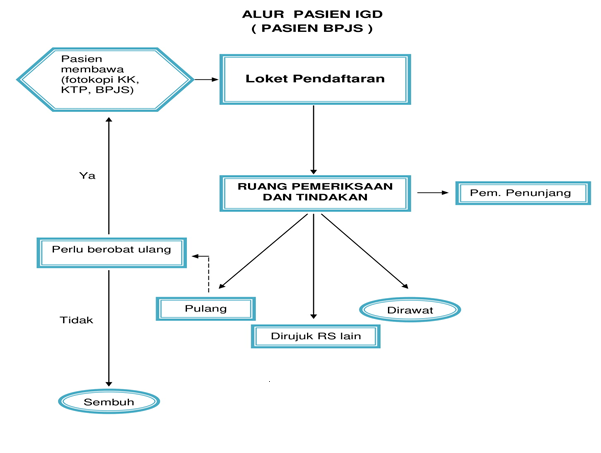 ALUR PASIEN IGD
( PASIEN BPJS )
Pasien
membawa
(fotokopi KK,
KTP, BPJS)
Loket Pendaftaran
Ya
RUANG PEMERIKSAAN
DAN TINDAKAN
Pem. Penunjang
Perlu berobat ulang
Pulang
Dirawat
Dirujuk RS lain
Tidak
Sembuh